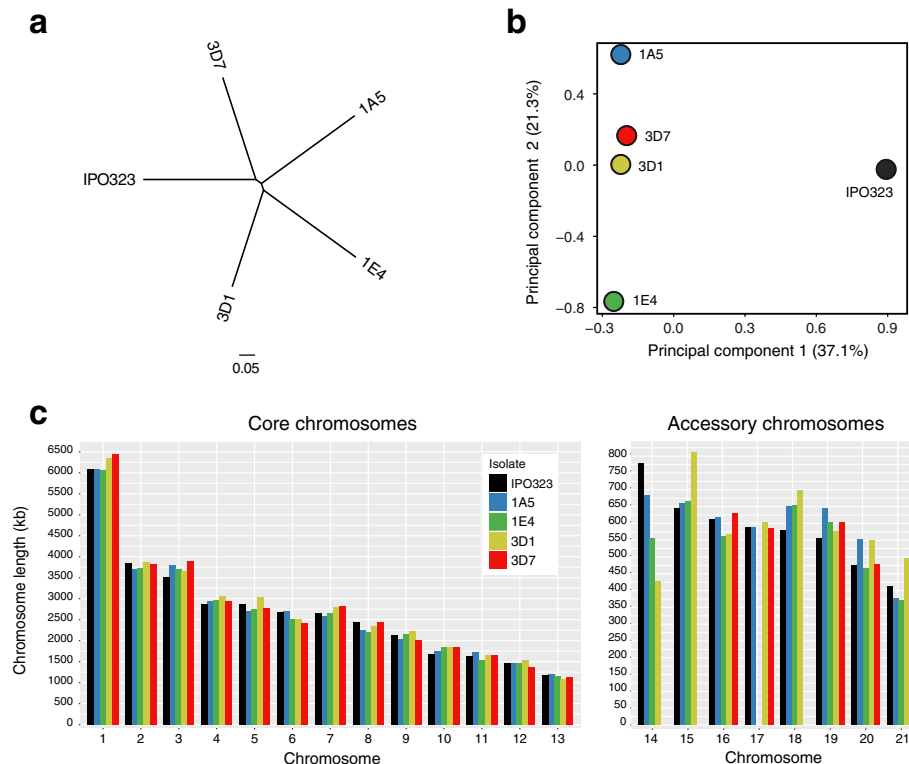 a
3D7
1A5
IPO323
1E4
3D1
0.05
b
Principal component 2 (21.3%)
0.4
0.0
−0.4
−0.8
1A5
3D7
3D1
IPO323
1E4
−0.3 0.0 0.3 0.6 0.9
Principal component 1 (37.1%)
c
Core chromosomes
Chromosome length (kb)
6500
6000
5500
5000
4500
4000
3500
3000
2500
2000
1500
1000
500
0
Isolate
IPO323
1A5
1E4
3D1
3D7
1 2 3 4 5 6 7 8 9 10 11 12 13
Chromosome
Accessory chromosomes
800
750
700
650
600
550
500
450
400
350
300
250
200
150
100
50
0
14 15 16 17 18 19 20 21
Chromosome